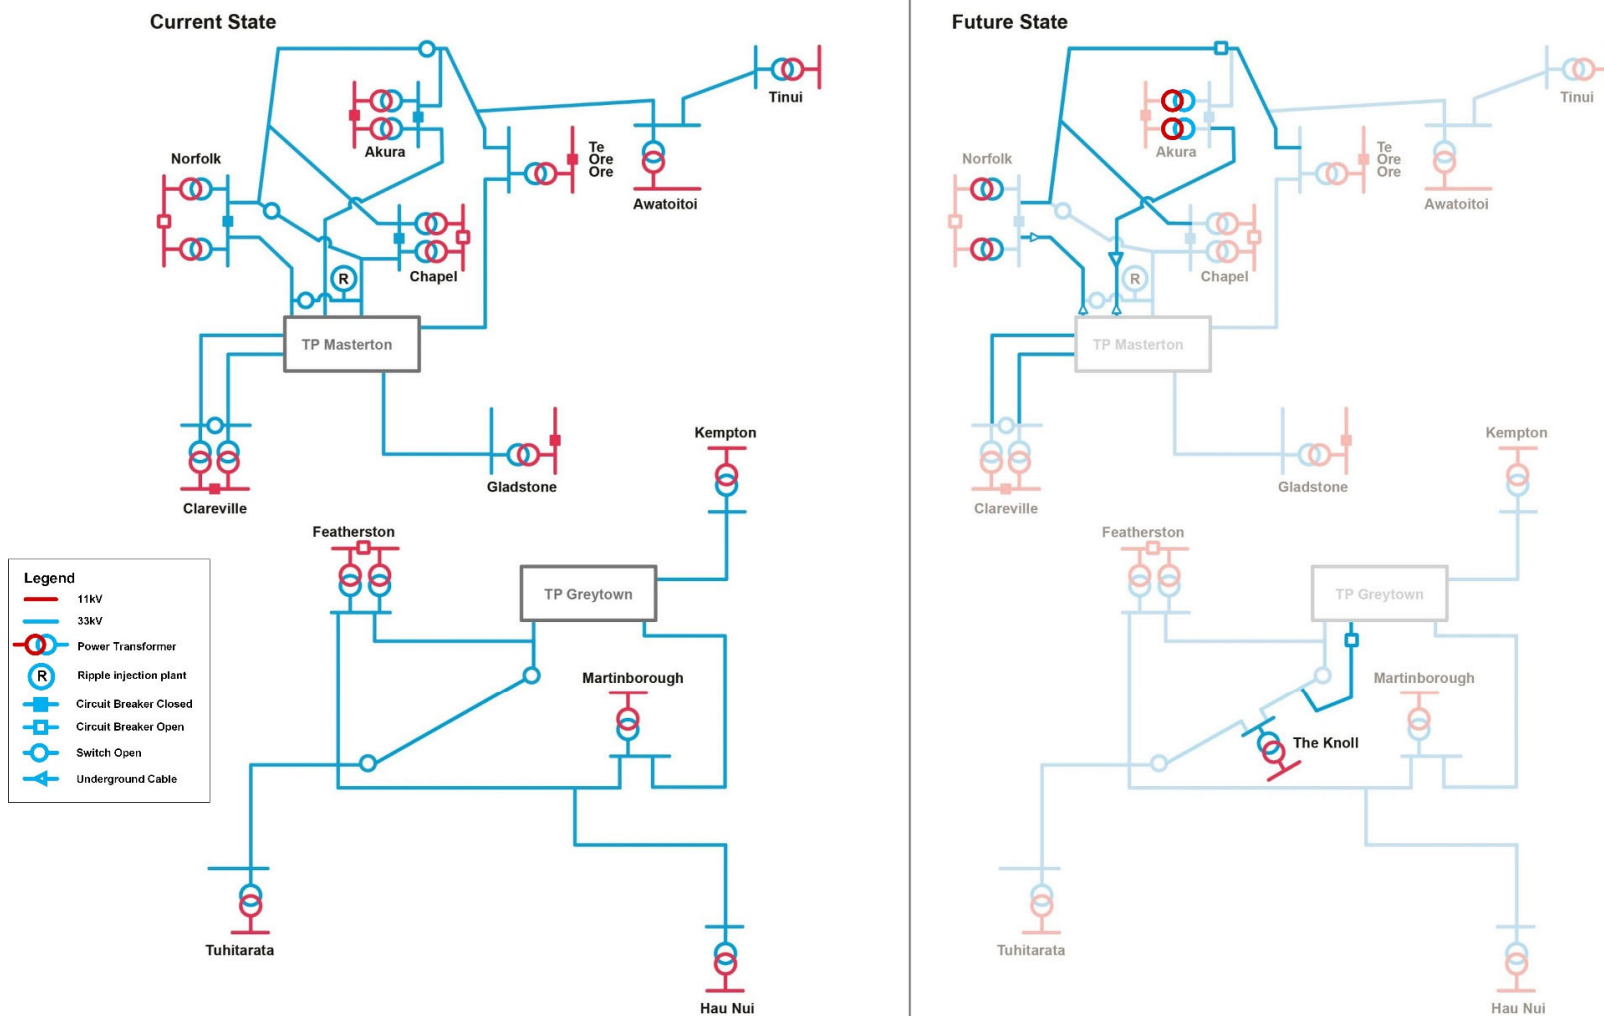 Current State
Tinui
Akura
Te
Ore
Ore
Norfolk
Awatoitoi
Chapel
R
TP Masterton
Kempton
Gladstone
Clareville
Featherston
TP Greytown
Martinborough
Legend
11kV
33kV
Power Transformer
R
Ripple injection plant
Circuit Breaker Closed
Circuit Breaker Open
Switch Open
Underground Cable
Tuhitarata
Hau Nui
Future State
Tinui
Akura
Te
Ore
Ore
Norfolk
Awatoitoi
Chapel
R
TP Masterton
Kempton
Gladstone
Clareville
Featherston
TP Greytown
Martinborough
The Knoll
Tuhitarata
Hau Nui